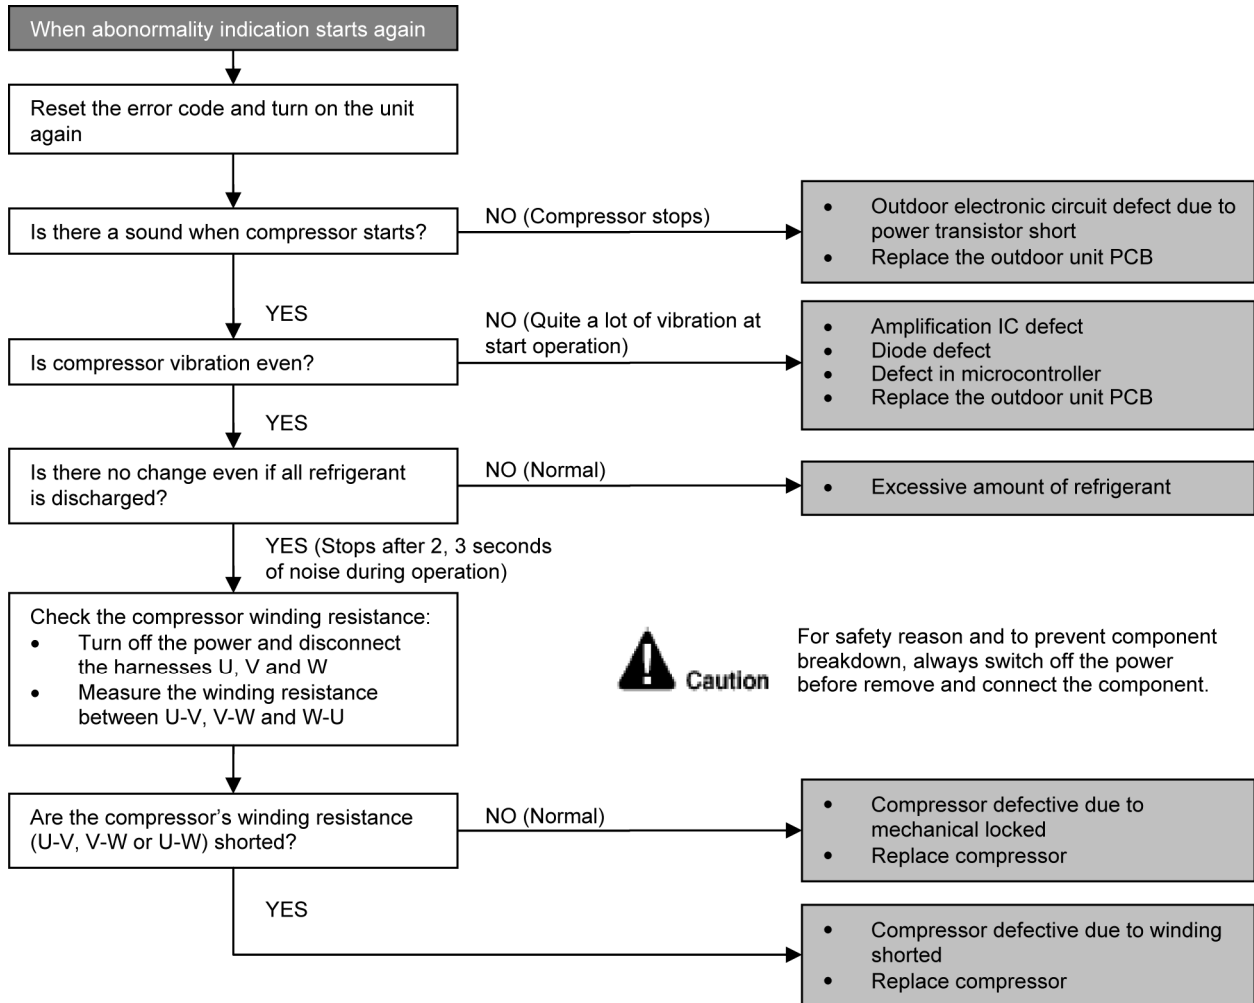 When abonormality indication starts again
Reset the error code and turn on the unit
again
Is there a sound when compressor starts?
NO (Compressor stops)
• Outdoor electronic circuit defect due to
power transistor short
• Replace the outdoor unit PCB
YES
NO (Quite a lot of vibration at
start operation)
Is compressor vibration even?
• Amplification IC defect
• Diode defect
• Defect in microcontroller
• Replace the outdoor unit PCB
YES
Is there no change even if all refrigerant
is discharged?
NO (Normal)
• Excessive amount of refrigerant
YES (Stops after 2, 3 seconds
of noise during operation)
Check the compressor winding resistance:
• Turn off the power and disconnect
the harnesses U, V and W
• Measure the winding resistance
between U-V, V-W and W-U
! Caution
For safety reason and to prevent component
breakdown, always switch off the power
before remove and connect the component.
Are the compressor’s winding resistance
(U-V, V-W or U-W) shorted?
NO (Normal)
• Compressor defective due to
mechanical locked
• Replace compressor
YES
• Compressor defective due to winding
shorted
• Replace compressor